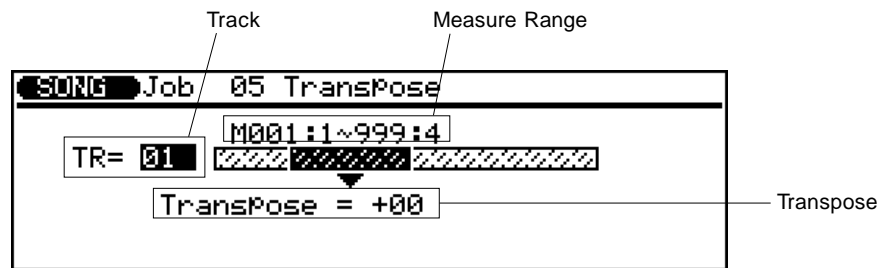 Track Measure Range
SONG Job 05 Transpose
M001:1~999:4
TR= 01
Transpose = +00 Transpose